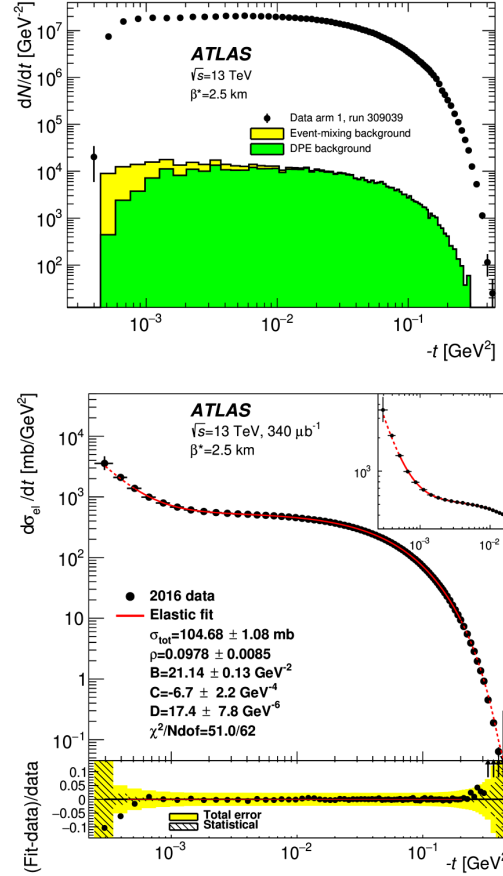 dN/dt [GeV⁻²]
10⁷
10⁶
10⁵
10⁴
10³
10²
ATLAS
√s=13 TeV
β*=2.5 km
Data arm 1, run 309039
Event-mixing background
DPE background
10⁻³ 10⁻² 10⁻¹
-t [GeV²]
dσel/dt [mb/GeV²]
10⁴
10³
10²
10
1
10⁻¹
ATLAS
√s=13 TeV, 340 μb⁻¹
β*=2.5 km
10³
10⁻³ 10⁻²
2016 data
Elastic fit
σtot=104.68 ± 1.08 mb
ρ=0.0978 ± 0.0085
B=21.14 ± 0.13 GeV⁻²
C=-6.7 ± 2.2 GeV⁻⁴
D=17.4 ± 7.8 GeV⁻⁶
χ²/Ndof=51.0/62
(Fit-data)/data
0.1
0.05
0
−0.05
−0.1
Total error
Statistical
10⁻³ 10⁻² 10⁻¹
-t [GeV²